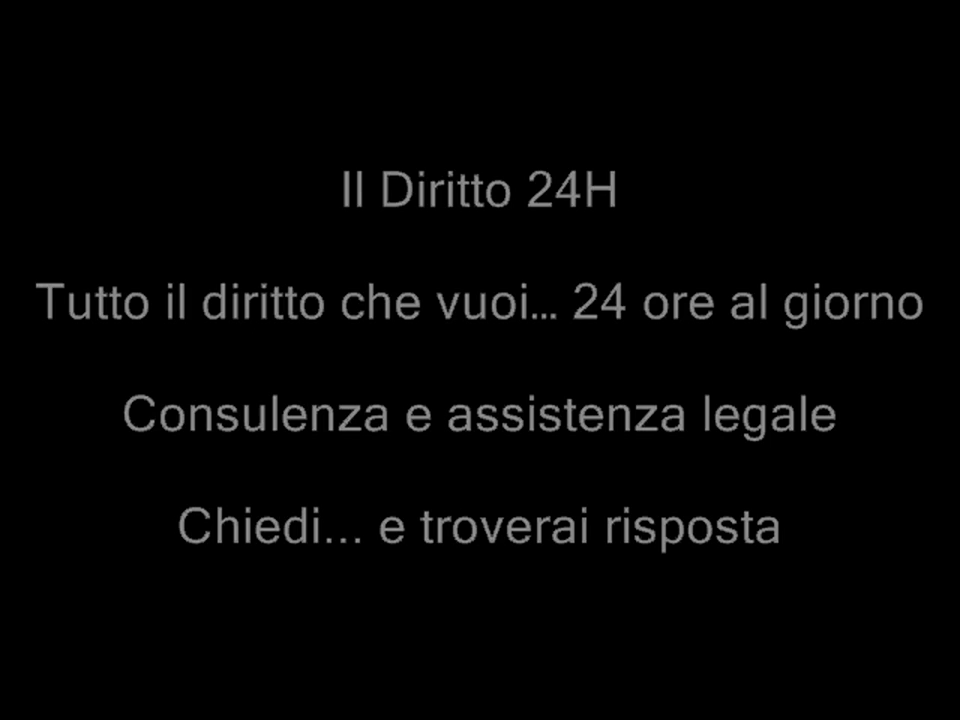 Il Diritto 24H
Tutto il diritto che vuoi… 24 ore al giorno
Consulenza e assistenza legale
Chiedi... e troverai risposta